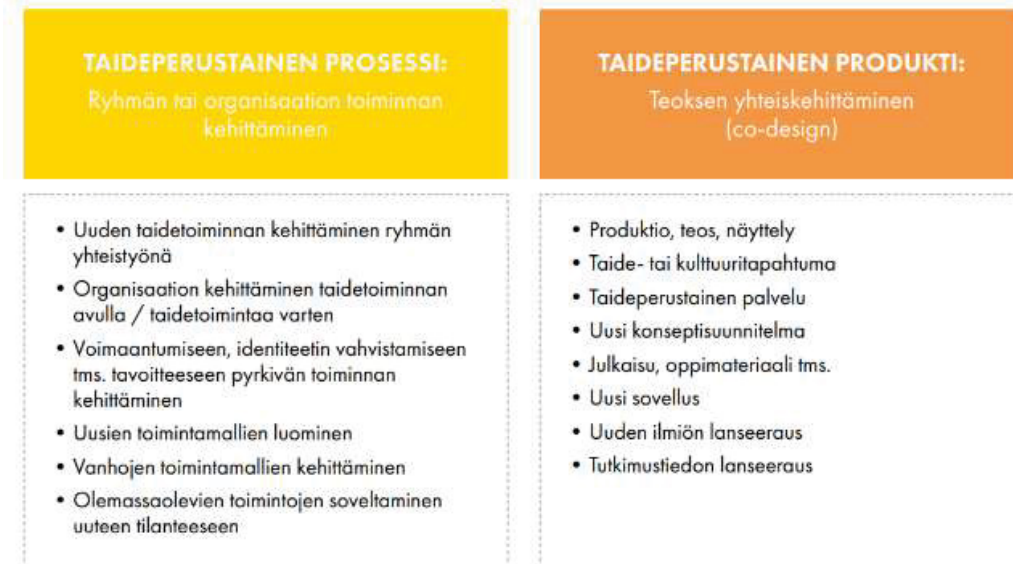 TAIDEPERUSTAINEN PROSESSI:
Ryhmän tai organisaation toiminnan
kehittäminen
• Uuden taidetoiminnan kehittäminen ryhmän
yhteistyönä
• Organisaation kehittäminen taidetoiminnan
avulla / taidetoimintaa varten
• Voimaantumiseen, identiteetin vahvistamiseen
tms. tavoitteeseen pyrkivän toiminnan
kehittäminen
• Uusien toimintamallien luominen
• Vanhojen toimintamallien kehittäminen
• Olemassaolevien toimintojen soveltaminen
uuteen tilanteeseen
TAIDEPERUSTAINEN PRODUKTI:
Teoksen yhteiskehittäminen
(co-design)
• Produktio, teos, näyttely
• Taide- tai kulttuuritapahtuma
• Taideperustainen palvelu
• Uusi konseptisuunnitelma
• Julkaisu, oppimateriaali tms.
• Uusi sovellus
• Uuden ilmiön lanseeraus
• Tutkimustiedon lanseeraus